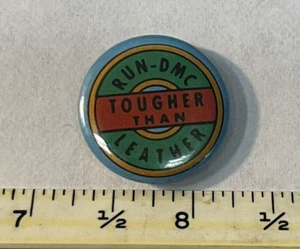 RUN-DMC
TOUGHER
THAN
LEATHER
7 1/2 8 1/2